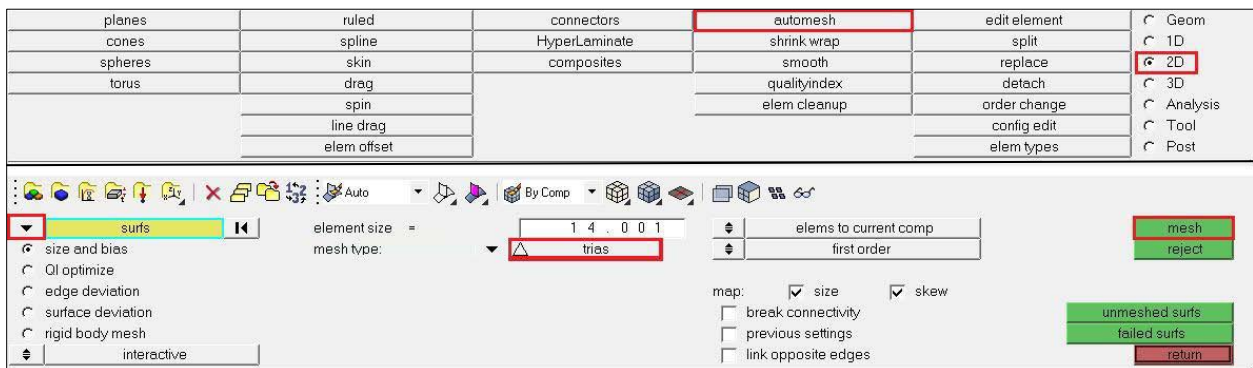 planes ruled connectors automesh edit element Geom
cones spline HyperLaminate shrink wrap split 1D
spheres skin composites smooth replace 2D
torus drag qualityindex detach 3D
spin elem cleanup order change Analysis
line drag config edit Tool
elem offset elem types Post
Auto By Comp
surfs element size = 14.001 elems to current comp mesh
size and bias mesh type: trias first order reject
QI optimize
edge deviation map: size skew
surface deviation break connectivity unmeshed surfs
rigid body mesh previous settings failed surfs
interactive link opposite edges return